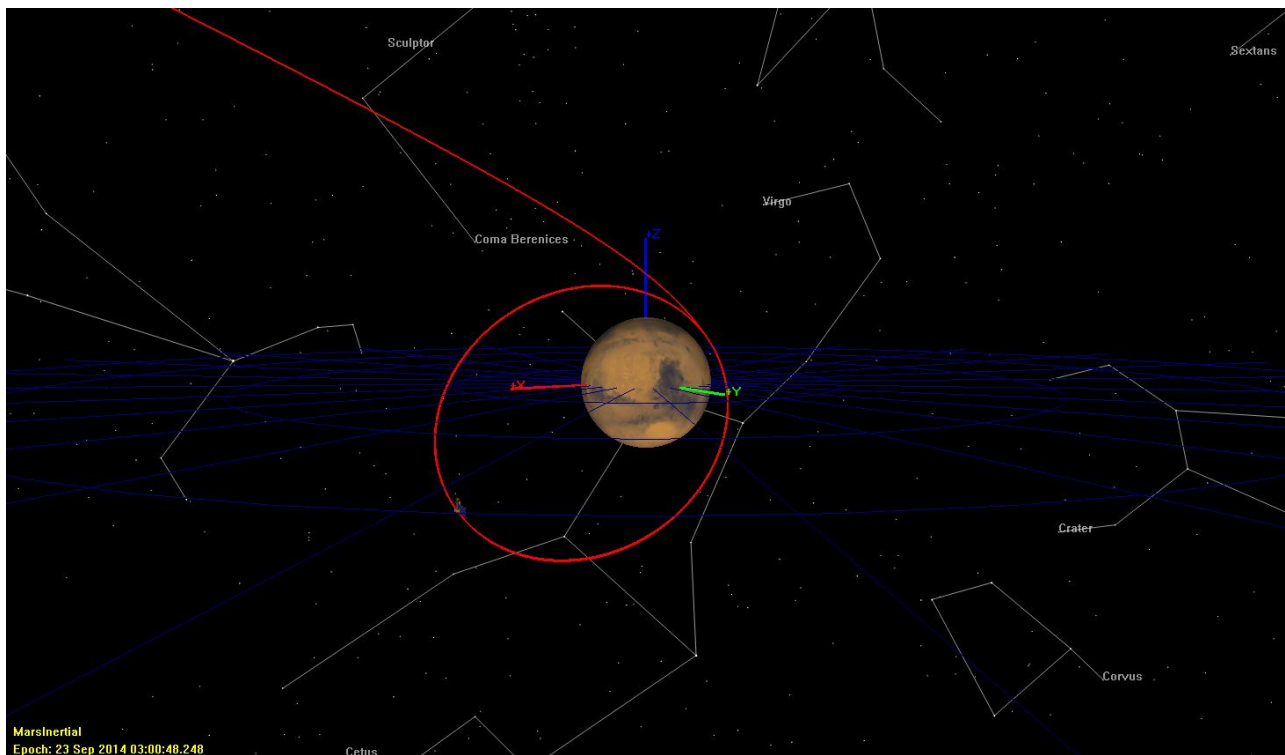 Sculptor
Sextans
Virgo
+Z
Coma Berenices
+X
+Y
Crater
Corvus
MarsInertial
Cetus
Epoch: 23 Sep 2014 03:00:48.248